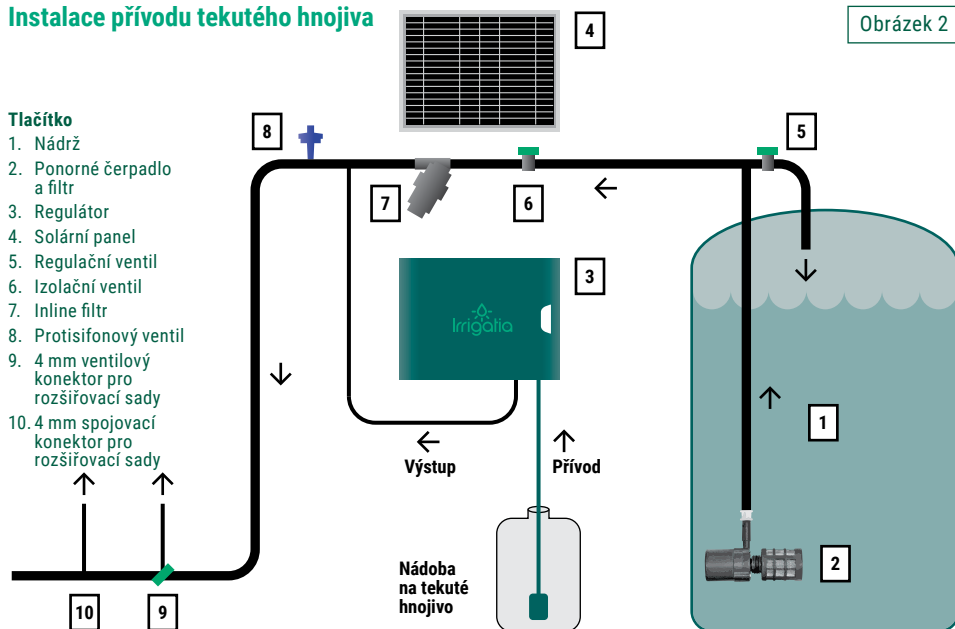 Instalace přívodu tekutého hnojiva
Obrázek 2
Tlačítko
1. Nádrž
2. Ponorné čerpadlo
a filtr
3. Regulátor
4. Solární panel
5. Regulační ventil
6. Izolační ventil
7. Inline filtr
8. Protisifonový ventil
9. 4 mm ventilový
konektor pro
rozšiřovací sady
10. 4 mm spojovací
konektor pro
rozšiřovací sady
4
8
5
7
6
3
Irrigatia
1
Výstup
Přívod
Nádoba
na tekuté
hnojivo
2
10
9